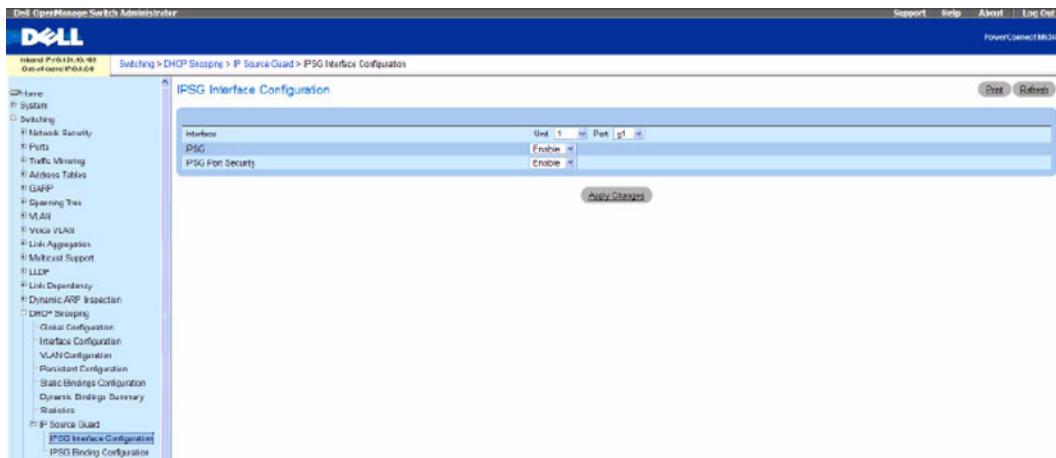 Dell OpenManage Switch Administrator
Support Help About Log Out
DELL
PowerConnect
Switching > DHCP Snooping > IP Source Guard > IPSG Interface Configuration
Home
System
Switching
Network Security
Ports
Traffic Mirroring
Address Tables
GARP
Spanning Tree
VLAN
Voice VLAN
Link Aggregation
Multicast Support
LLDP
Link Dependency
Dynamic ARP Inspection
DHCP Snooping
Global Configuration
Interface Configuration
VLAN Configuration
Persistent Configuration
Static Bindings Configuration
Dynamic Bindings Summary
Statistics
IP Source Guard
IPSG Interface Configuration
IPSG Binding Configuration
IPSG Interface Configuration
Print Refresh
Interface Unit 1 Port g1
IPSG Enable
IPSG Port Security Enable
Apply Changes